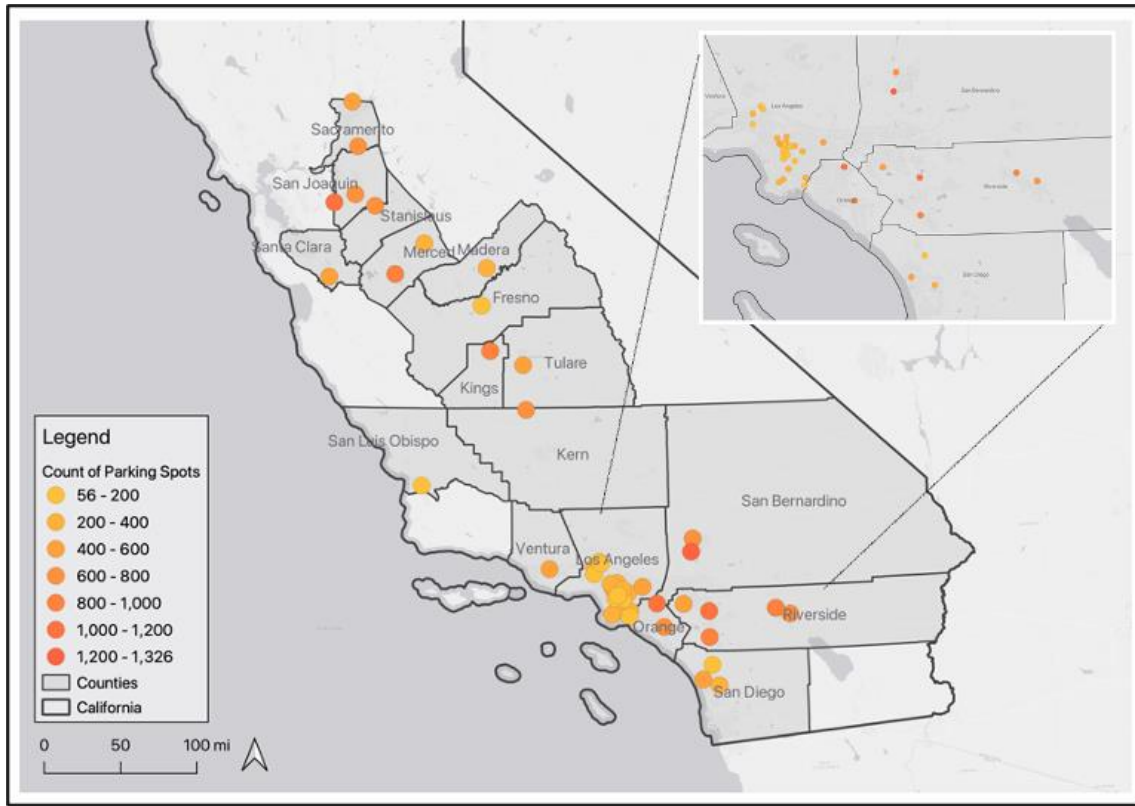 Sacramento
San Joaquin
Stanislaus
Santa Clara
Merced
Madera
Fresno
Tulare
Kings
San Luis Obispo
Kern
San Bernardino
Ventura
Los Angeles
Orange
Riverside
San Diego
Ventura
Los Angeles
San Bernardino
Orange
Riverside
San Diego
Legend
Count of Parking Spots
56 - 200
200 - 400
400 - 600
600 - 800
800 - 1,000
1,000 - 1,200
1,200 - 1,326
Counties
California
0 50 100 mi